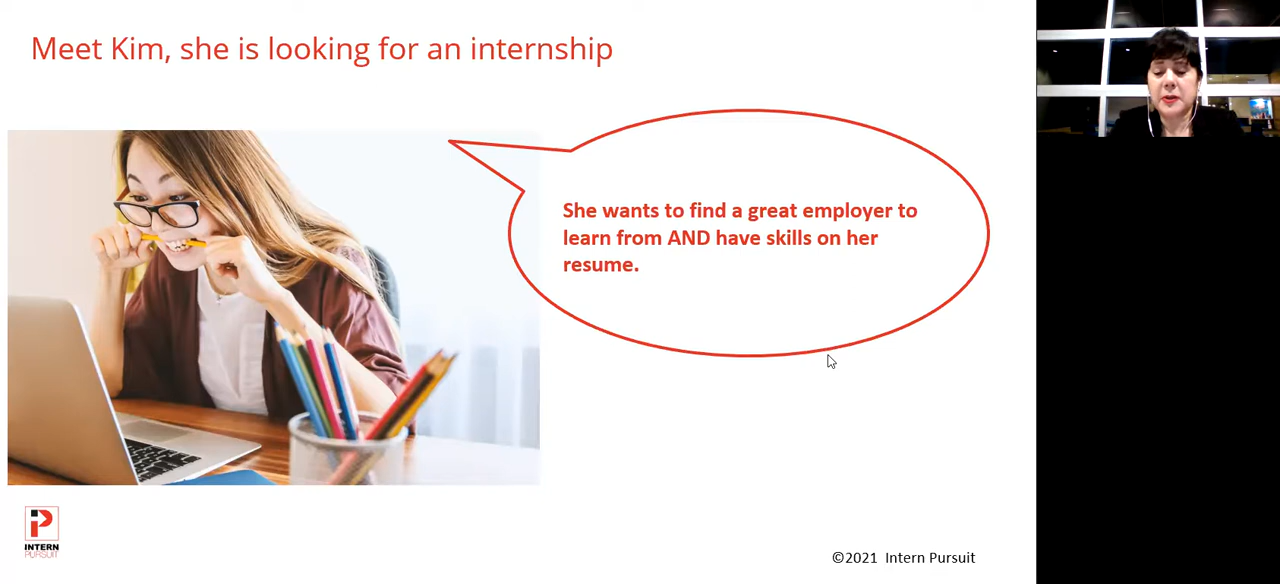 Meet Kim, she is looking for an internship
She wants to find a great employer to
learn from AND have skills on her
resume.
INTERN
PURSUIT
©2021 Intern Pursuit